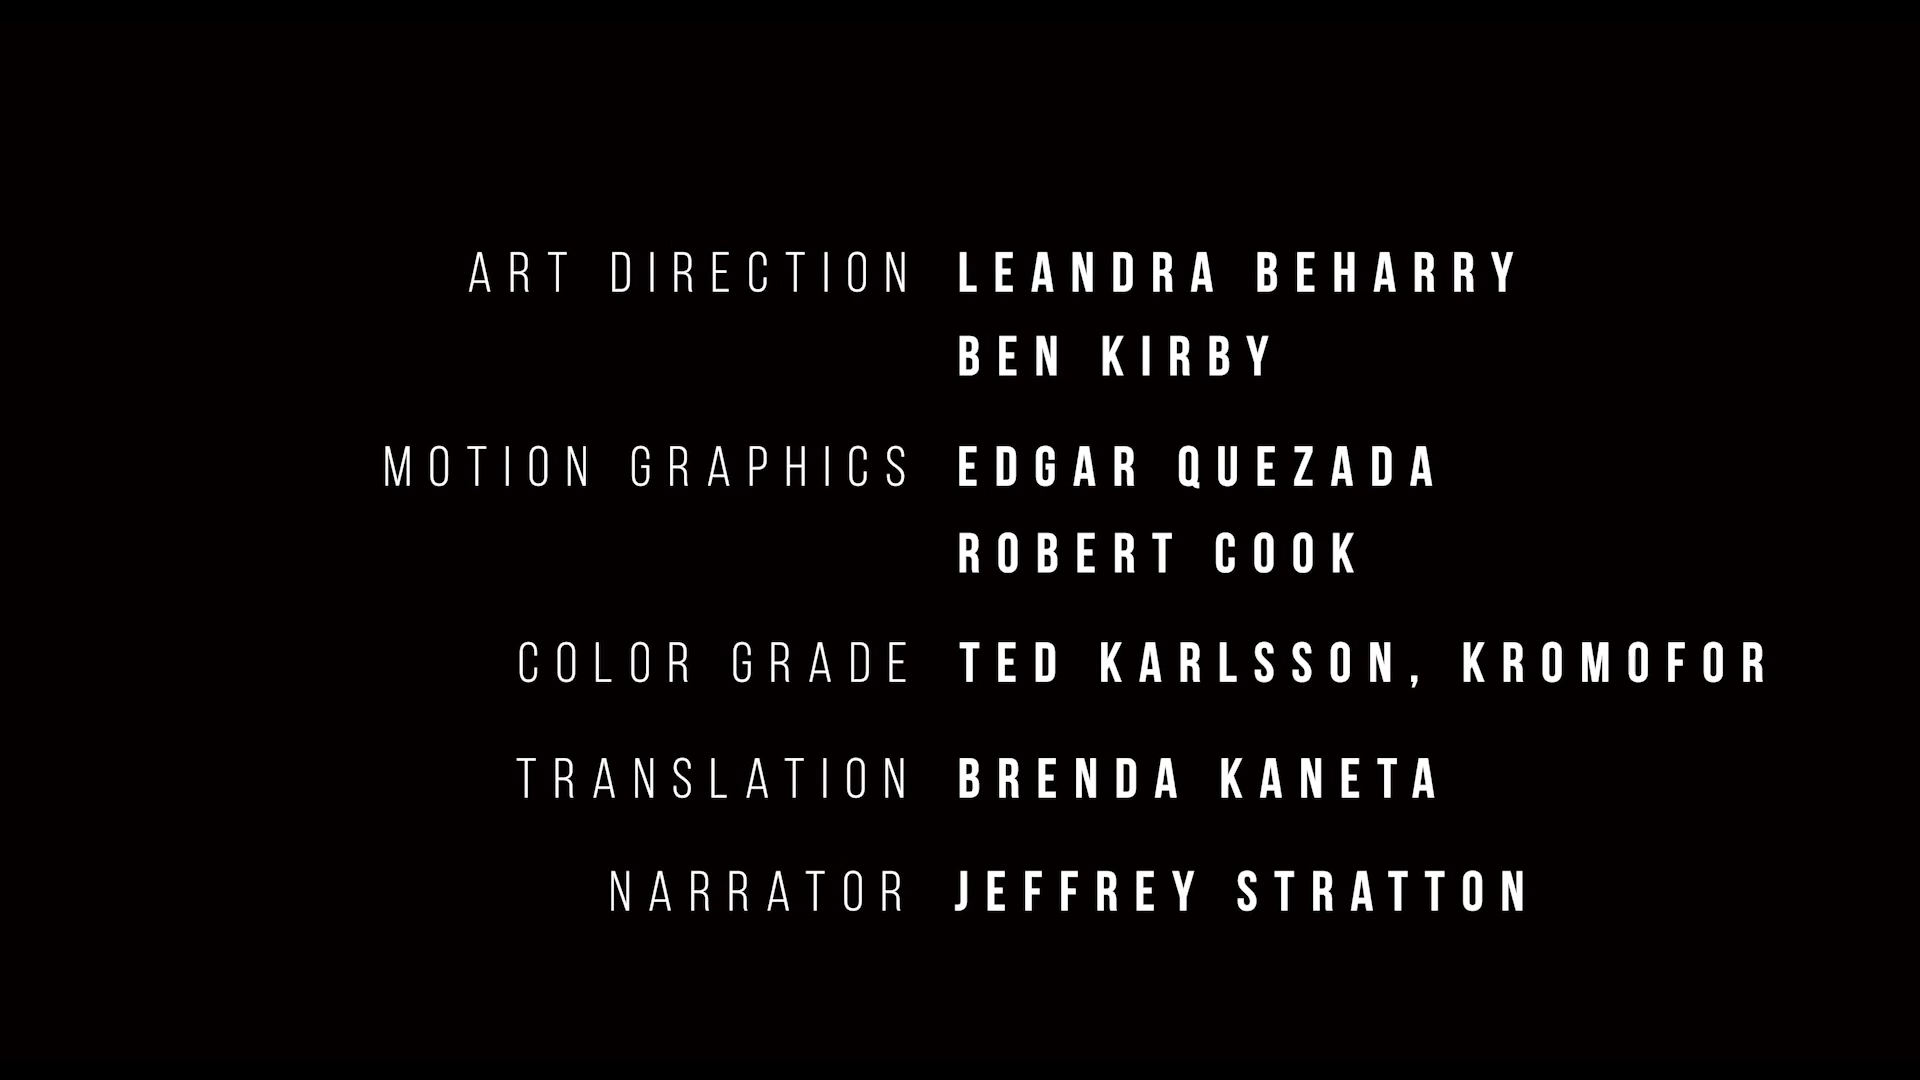 ART DIRECTION LEANDRA BEHARRY
BEN KIRBY
MOTION GRAPHICS EDGAR QUEZADA
ROBERT COOK
COLOR GRADE TED KARLSSON, KROMOFOR
TRANSLATION BRENDA KANETA
NARRATOR JEFFREY STRATTON